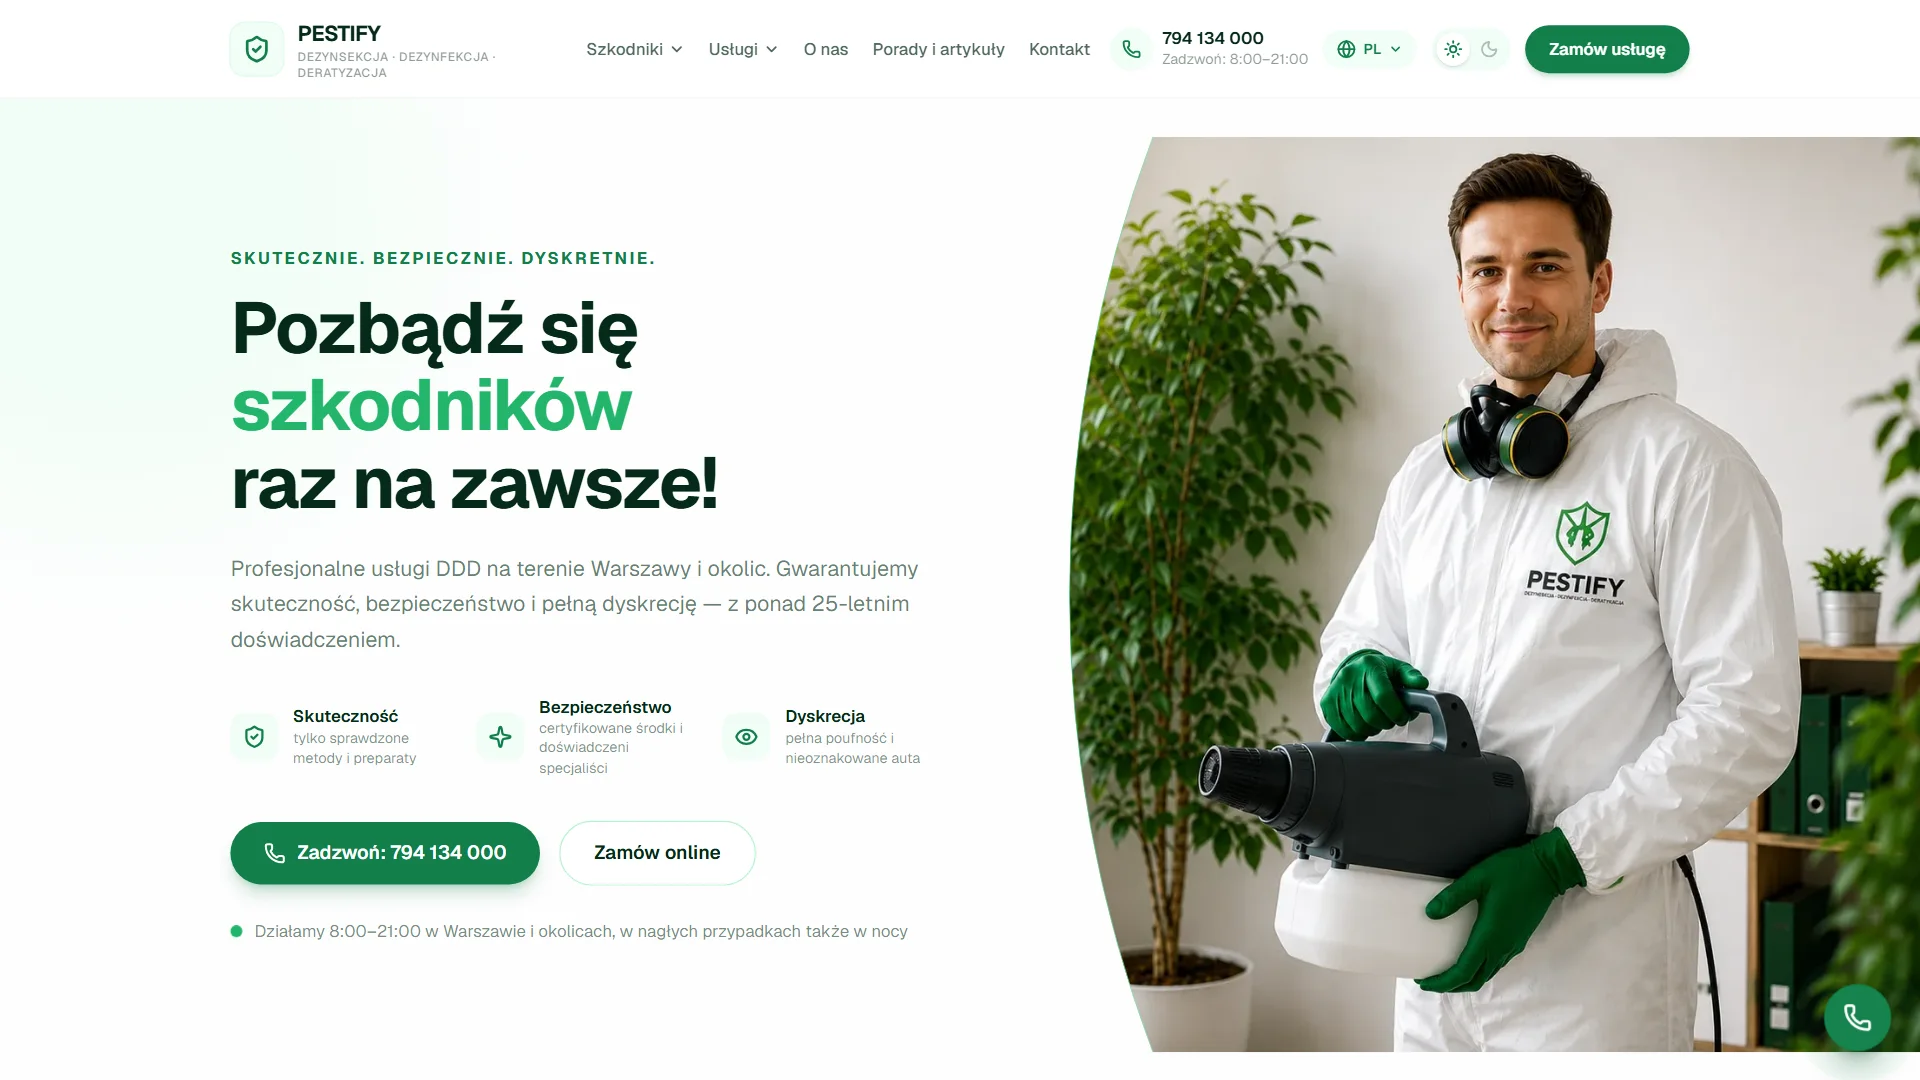 PESTIFY
DEZYNSEKCJA · DEZYNFEKCJA ·
DERATYZACJA
Szkodniki
Usługi
O nas
Porady i artykuły
Kontakt
794 134 000
Zadzwoń: 8:00–21:00
PL
Zamów usługę
SKUTECZNIE. BEZPIECZNIE. DYSKRETNIE.
Pozbądź się
szkodników
raz na zawsze!
Profesjonalne usługi DDD na terenie Warszawy i okolic. Gwarantujemy
skuteczność, bezpieczeństwo i pełną dyskrecję — z ponad 25-letnim
doświadczeniem.
Skuteczność
tylko sprawdzone
metody i preparaty
Bezpieczeństwo
certyfikowane środki i
doświadczeni
specjaliści
Dyskrecja
pełna poufność i
nieoznakowane auta
Zadzwoń: 794 134 000
Zamów online
Działamy 8:00–21:00 w Warszawie i okolicach, w nagłych przypadkach także w nocy
PESTIFY
DEZYNSEKCJA · DEZYNFEKCJA · DERATYZACJA